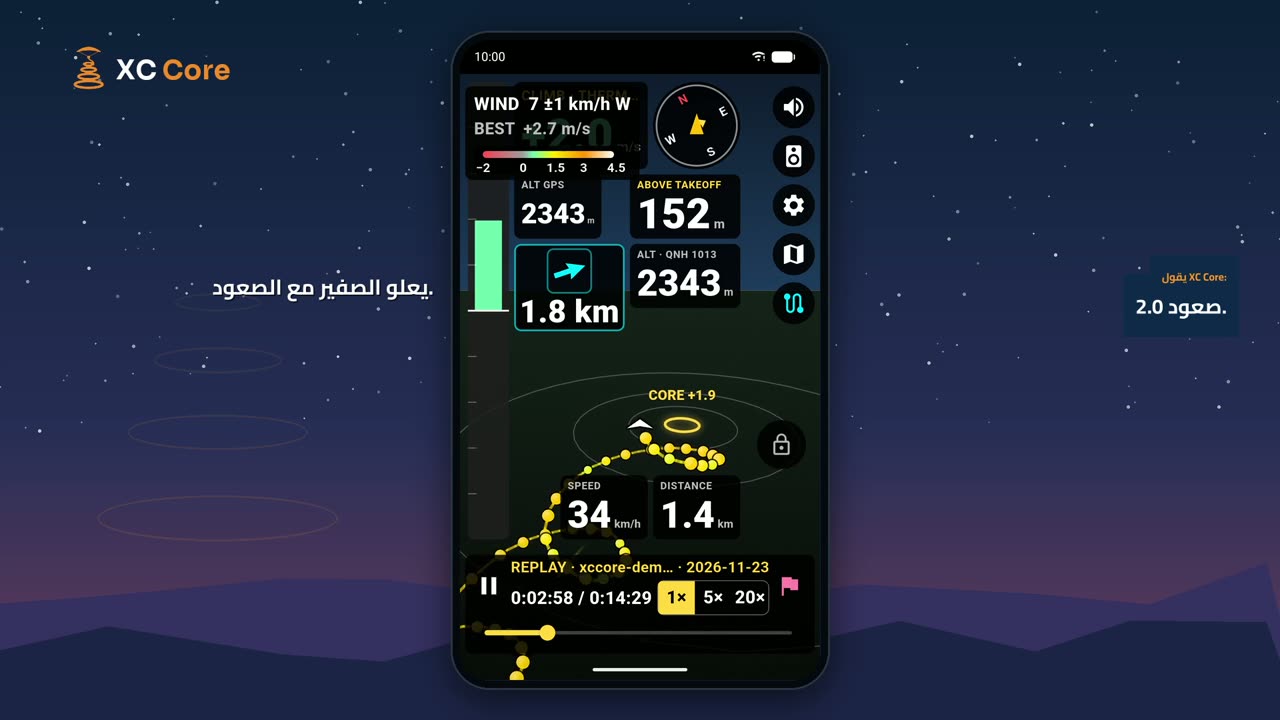 XC Core
10:00
WIND 7 ±1 km/h W
BEST +2.7 m/s
−2 0 1.5 3 4.5
N E S W
ALT GPS
2343 m
ABOVE TAKEOFF
152 m
1.8 km
ALT · QNH 1013
2343 m
يعلو الصفير مع الصعود.
XC Core يقول:
صعود 2.0.
CORE +1.9
SPEED
34 km/h
DISTANCE
1.4 km
REPLAY · xccore-dem… · 2026-11-23
0:02:58 / 0:14:29 1× 5× 20×